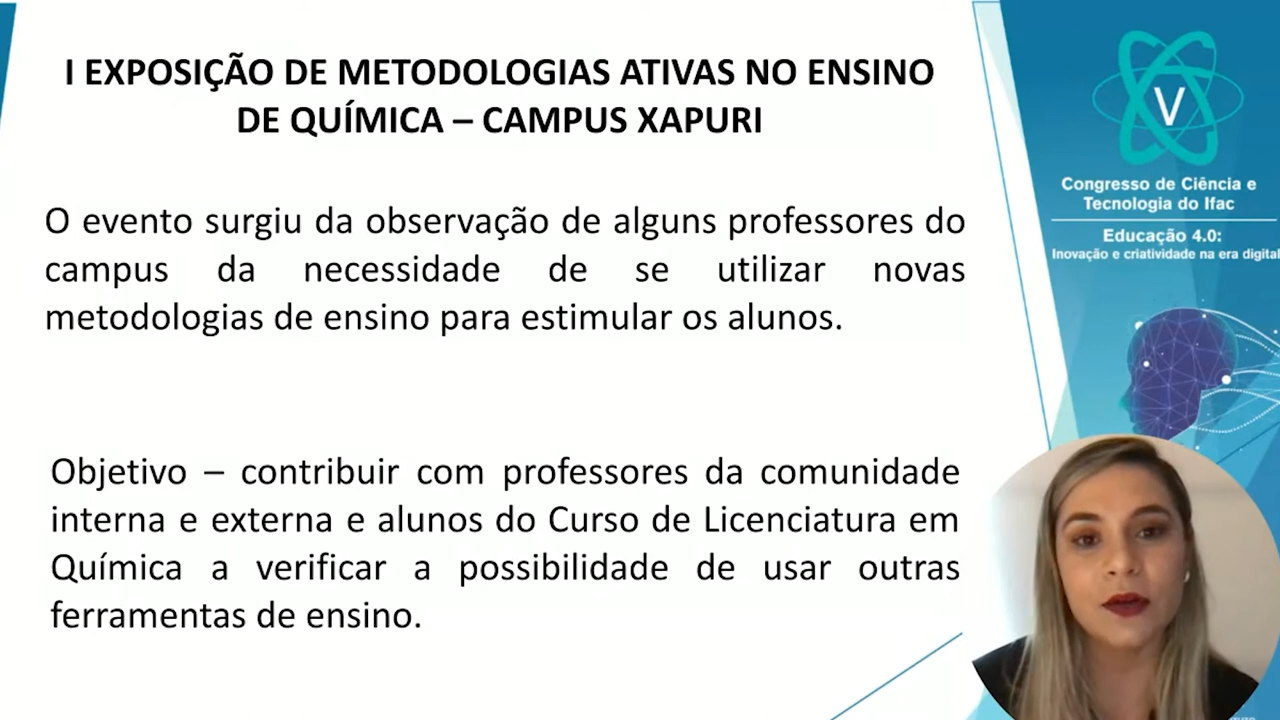 I EXPOSIÇÃO DE METODOLOGIAS ATIVAS NO ENSINO
DE QUÍMICA – CAMPUS XAPURI
O evento surgiu da observação de alguns professores do
campus da necessidade de se utilizar novas
metodologias de ensino para estimular os alunos.
Objetivo – contribuir com professores da comunidade
interna e externa e alunos do Curso de Licenciatura em
Química a verificar a possibilidade de usar outras
ferramentas de ensino.
V
Congresso de Ciência e
Tecnologia do Ifac
Educação 4.0:
Inovação e criatividade na era digital